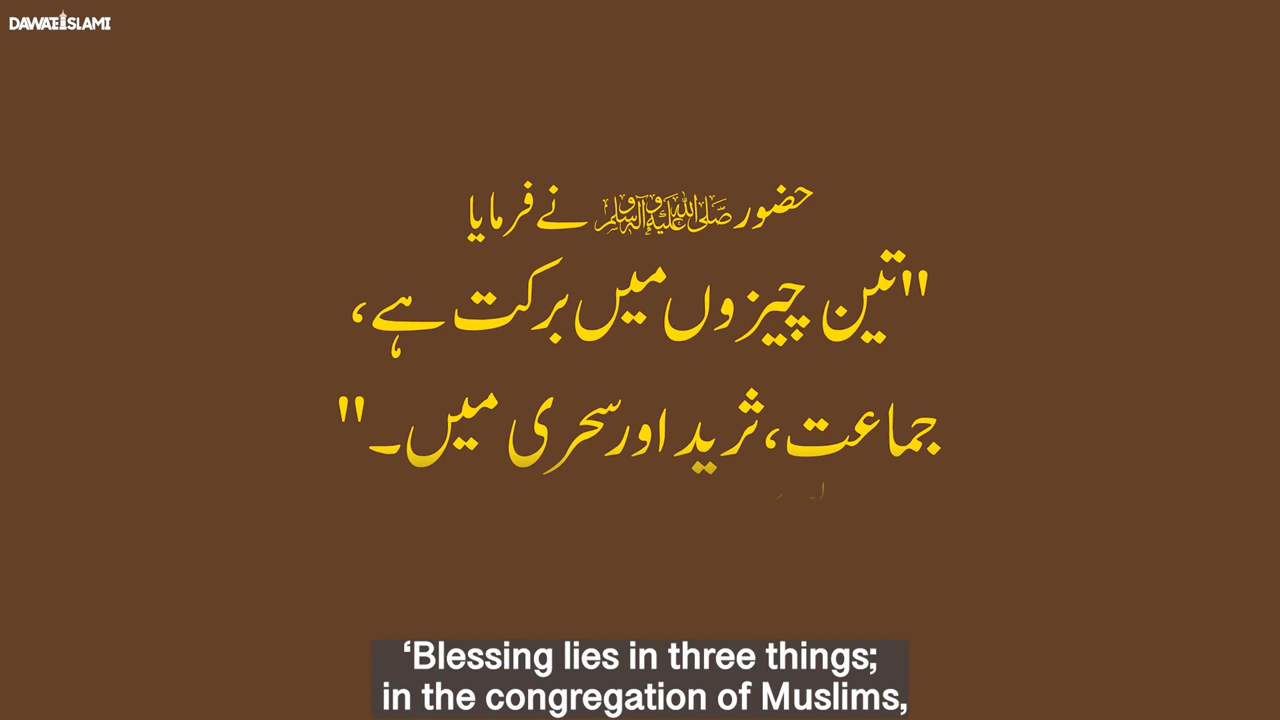 DAWATEISLAMI
حضور صلی اللہ علیہ وآلہ وسلم نے فرمایا
"تین چیزوں میں برکت ہے،
جماعت، ثرید اور سحری میں۔"
‘Blessing lies in three things;
in the congregation of Muslims,